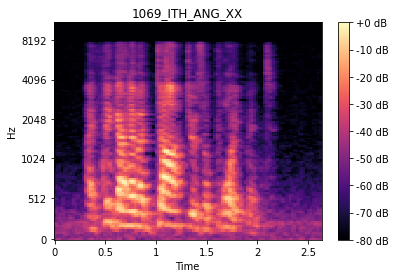 1069_ITH_ANG_XX
+0 dB
8192
-10 dB
4096
-20 dB
-30 dB
2048
-40 dB
Hz
1024
-50 dB
512
-60 dB
-70 dB
0
-80 dB
0
0.5
1
1.5
2
2.5
Time